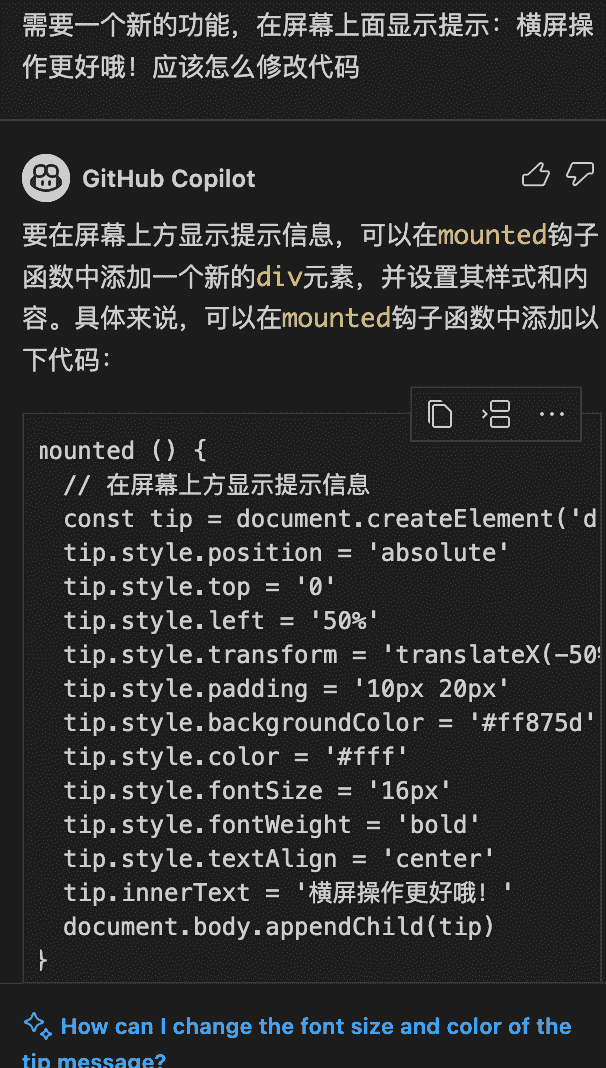 需要一个新的功能，在屏幕上面显示提示：横屏操
作更好哦！应该怎么修改代码
GitHub Copilot
要在屏幕上方显示提示信息，可以在mounted钩子
函数中添加一个新的div元素，并设置其样式和内
容。具体来说，可以在mounted钩子函数中添加以
下代码：
mounted () {
// 在屏幕上方显示提示信息
const tip = document.createElement('d
tip.style.position = 'absolute'
tip.style.top = '0'
tip.style.left = '50%'
tip.style.transform = 'translateX(-50%
tip.style.padding = '10px 20px'
tip.style.backgroundColor = '#ff875d'
tip.style.color = '#fff'
tip.style.fontSize = '16px'
tip.style.fontWeight = 'bold'
tip.style.textAlign = 'center'
tip.innerText = '横屏操作更好哦！'
document.body.appendChild(tip)
}
How can I change the font size and color of the
tip message?